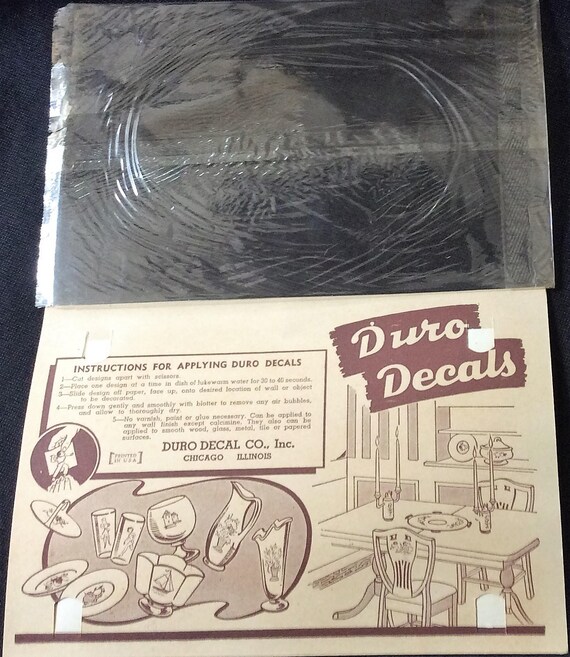 Duro
Decals
INSTRUCTIONS FOR APPLYING DURO DECALS
1—Cut designs apart with scissors.
2—Place one design at a time in dish of lukewarm water for 20 to 40 seconds.
3—Slide design off paper, face up, onto desired location of wall or object
to be decorated.
4—Press down gently and smoothly with blotter to remove any air bubbles,
and allow to thoroughly dry.
5—No varnish, paint or glue necessary. Can be applied to
any wall finish except calcimine. They also can be
applied to smooth wood, glass, metal, tile or papered
surfaces.
DURO DECAL CO., Inc.
CHICAGO ILLINOIS
PRINTED
IN U.S.A.